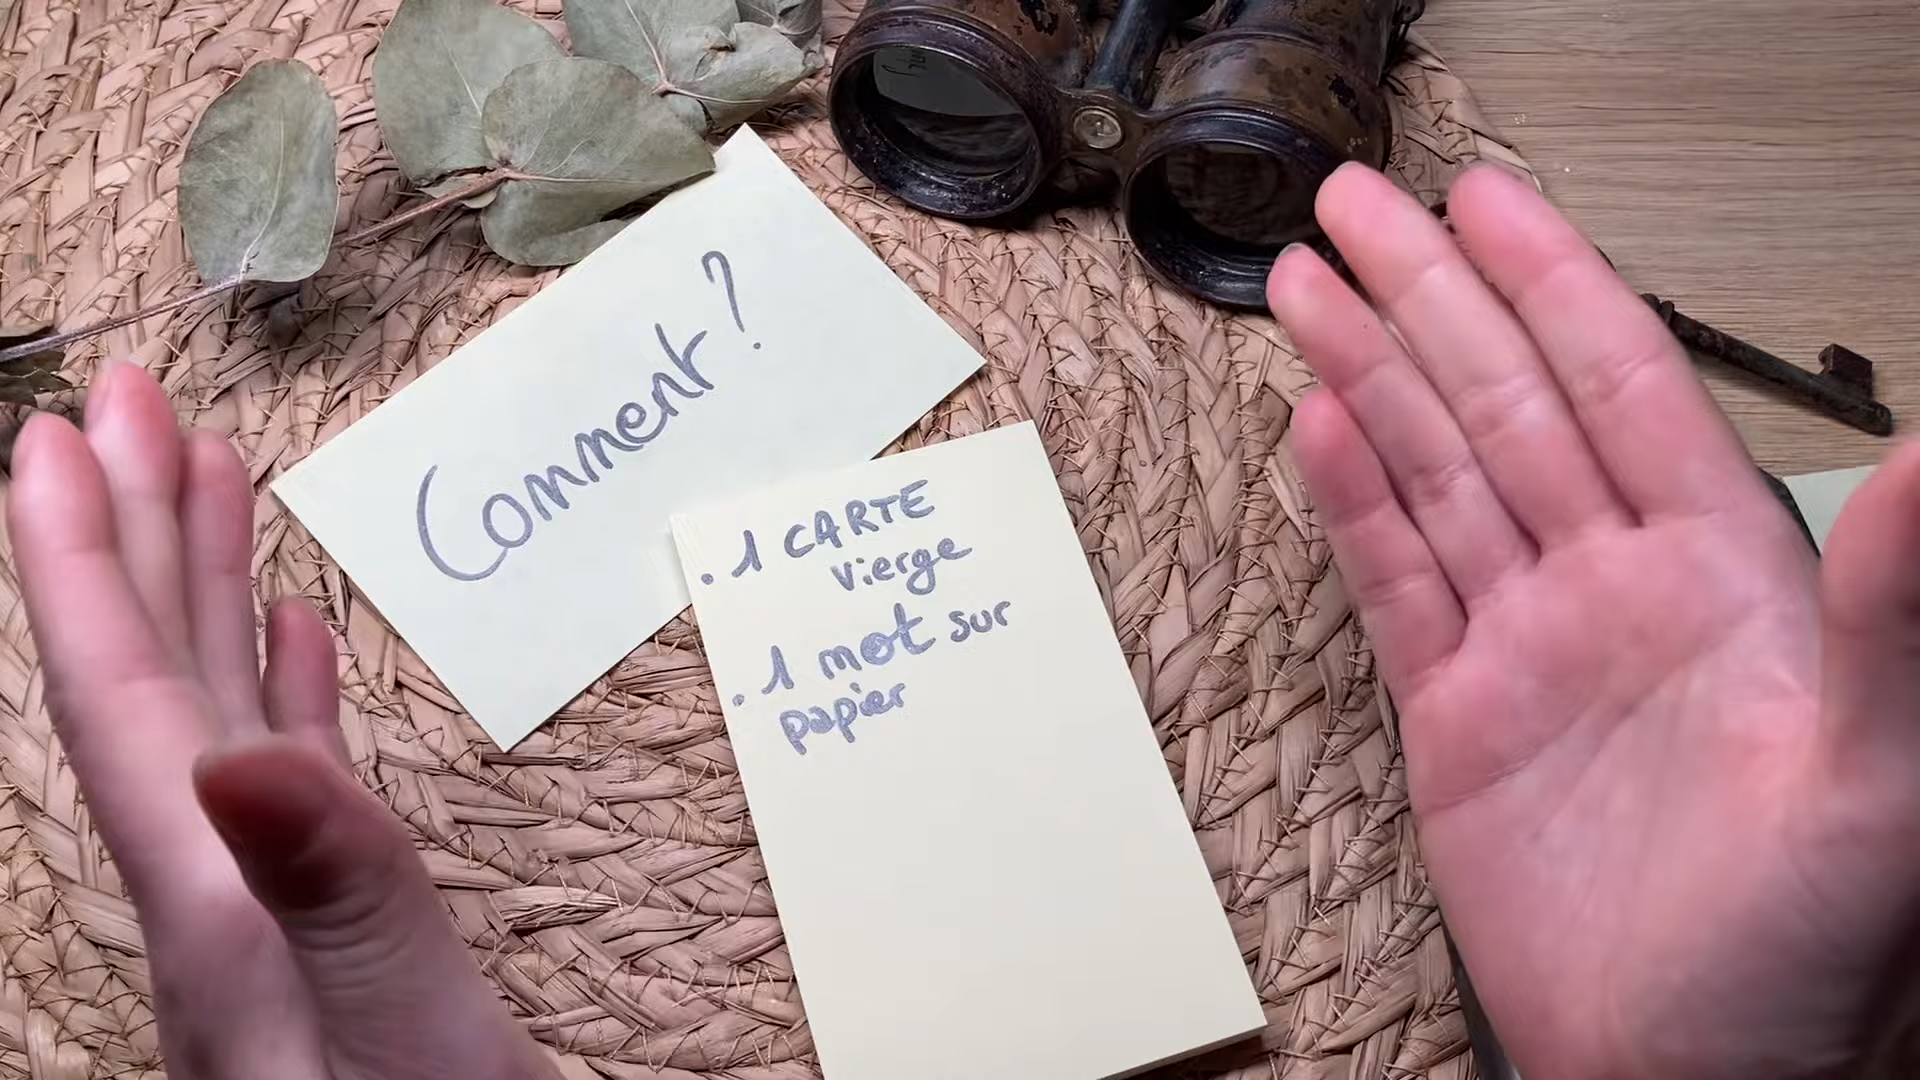 Comment ?
. 1 CARTE
vierge
. 1 mot sur
papier